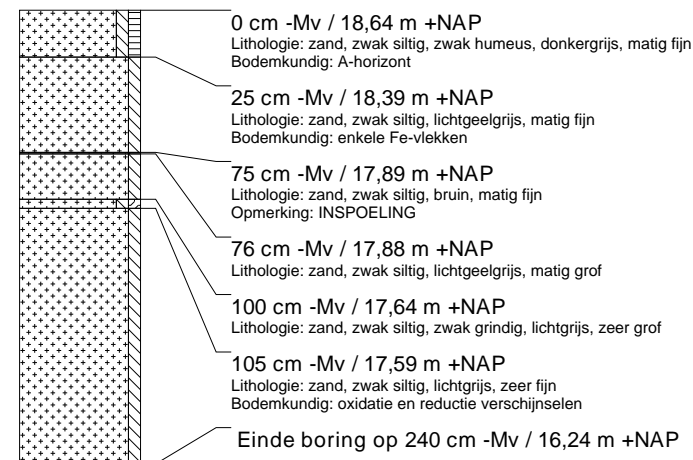 0 cm -Mv / 18,64 m +NAP
Lithologie: zand, zwak siltig, zwak humeus, donkergrijs, matig fijn
Bodemkundig: A-horizont
25 cm -Mv / 18,39 m +NAP
Lithologie: zand, zwak siltig, lichtgeelgrijs, matig fijn
Bodemkundig: enkele Fe-vlekken
75 cm -Mv / 17,89 m +NAP
Lithologie: zand, zwak siltig, bruin, matig fijn
Opmerking: INSPOELING
76 cm -Mv / 17,88 m +NAP
Lithologie: zand, zwak siltig, lichtgeelgrijs, matig grof
100 cm -Mv / 17,64 m +NAP
Lithologie: zand, zwak siltig, zwak grindig, lichtgrijs, zeer grof
105 cm -Mv / 17,59 m +NAP
Lithologie: zand, zwak siltig, lichtgrijs, zeer fijn
Bodemkundig: oxidatie en reductie verschijnselen
Einde boring op 240 cm -Mv / 16,24 m +NAP